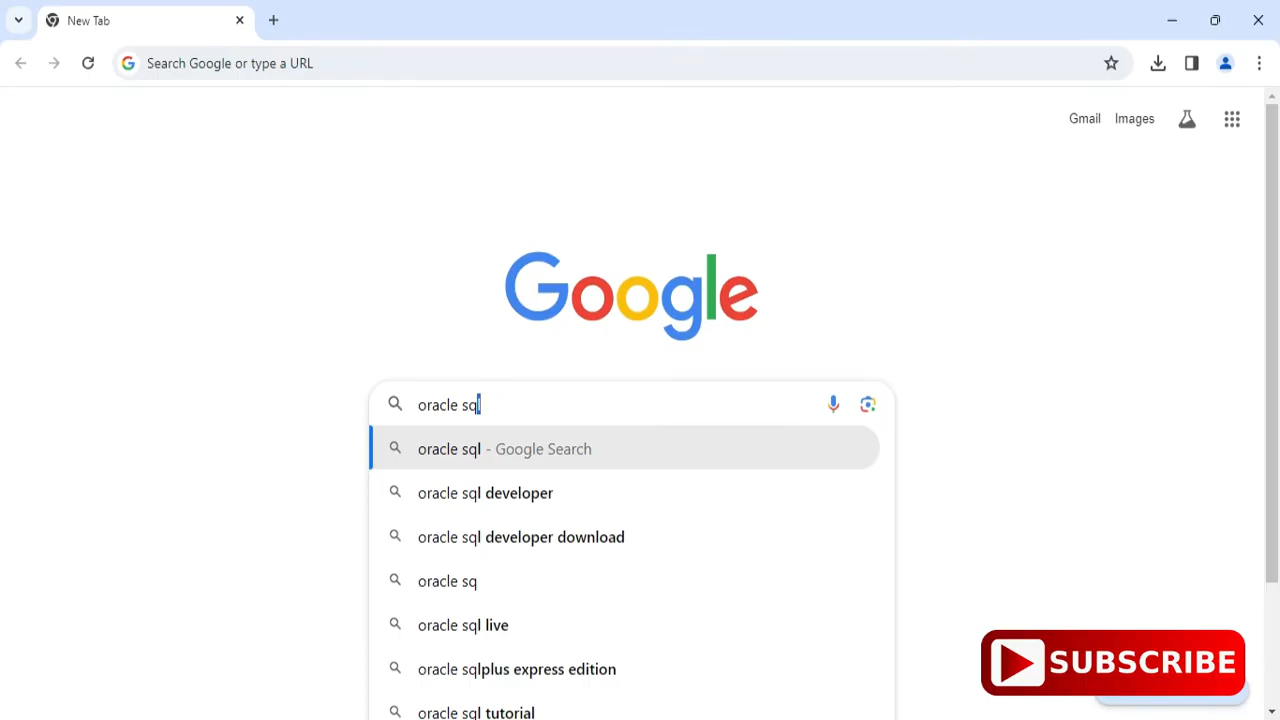 New Tab
Search Google or type a URL
Gmail Images
Google
oracle sql
oracle sql - Google Search
oracle sql developer
oracle sql developer download
oracle sq
oracle sql live
oracle sqlplus express edition
SUBSCRIBE
oracle sql tutorial